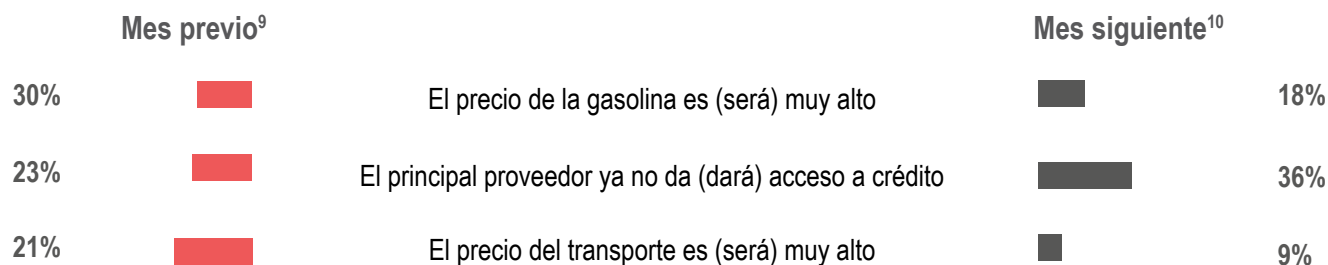 Mes previo⁹ Mes siguiente¹⁰
30% El precio de la gasolina es (será) muy alto 18%
23% El principal proveedor ya no da (dará) acceso a crédito 36%
21% El precio del transporte es (será) muy alto 9%